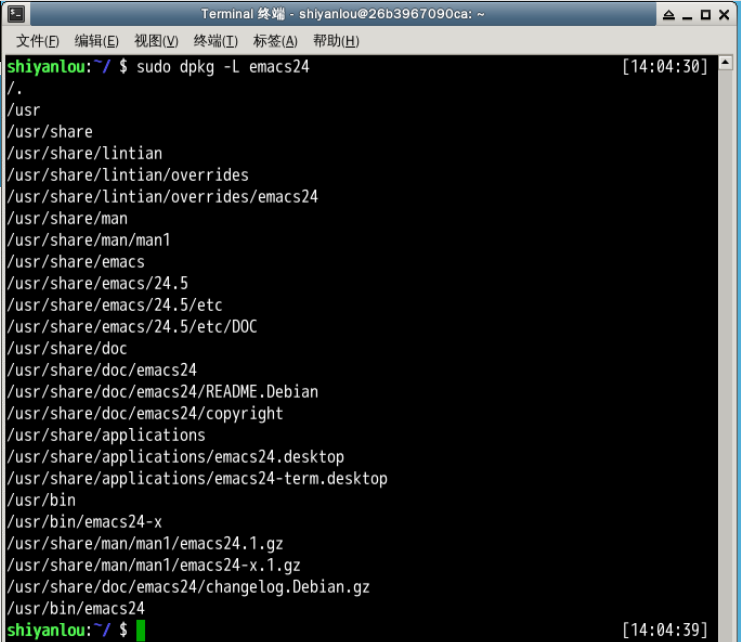 Terminal 终端 - shiyanlou@26b3967090ca: ~
文件(F) 编辑(E) 视图(V) 终端(T) 标签(A) 帮助(H)
shiyanlou:~/ $ sudo dpkg -L emacs24 [14:04:30]
/.
/usr
/usr/share
/usr/share/lintian
/usr/share/lintian/overrides
/usr/share/lintian/overrides/emacs24
/usr/share/man
/usr/share/man/man1
/usr/share/emacs
/usr/share/emacs/24.5
/usr/share/emacs/24.5/etc
/usr/share/emacs/24.5/etc/DOC
/usr/share/doc
/usr/share/doc/emacs24
/usr/share/doc/emacs24/README.Debian
/usr/share/doc/emacs24/copyright
/usr/share/applications
/usr/share/applications/emacs24.desktop
/usr/share/applications/emacs24-term.desktop
/usr/bin
/usr/bin/emacs24-x
/usr/share/man/man1/emacs24.1.gz
/usr/share/man/man1/emacs24-x.1.gz
/usr/share/doc/emacs24/changelog.Debian.gz
/usr/bin/emacs24
shiyanlou:~/ $ [14:04:39]